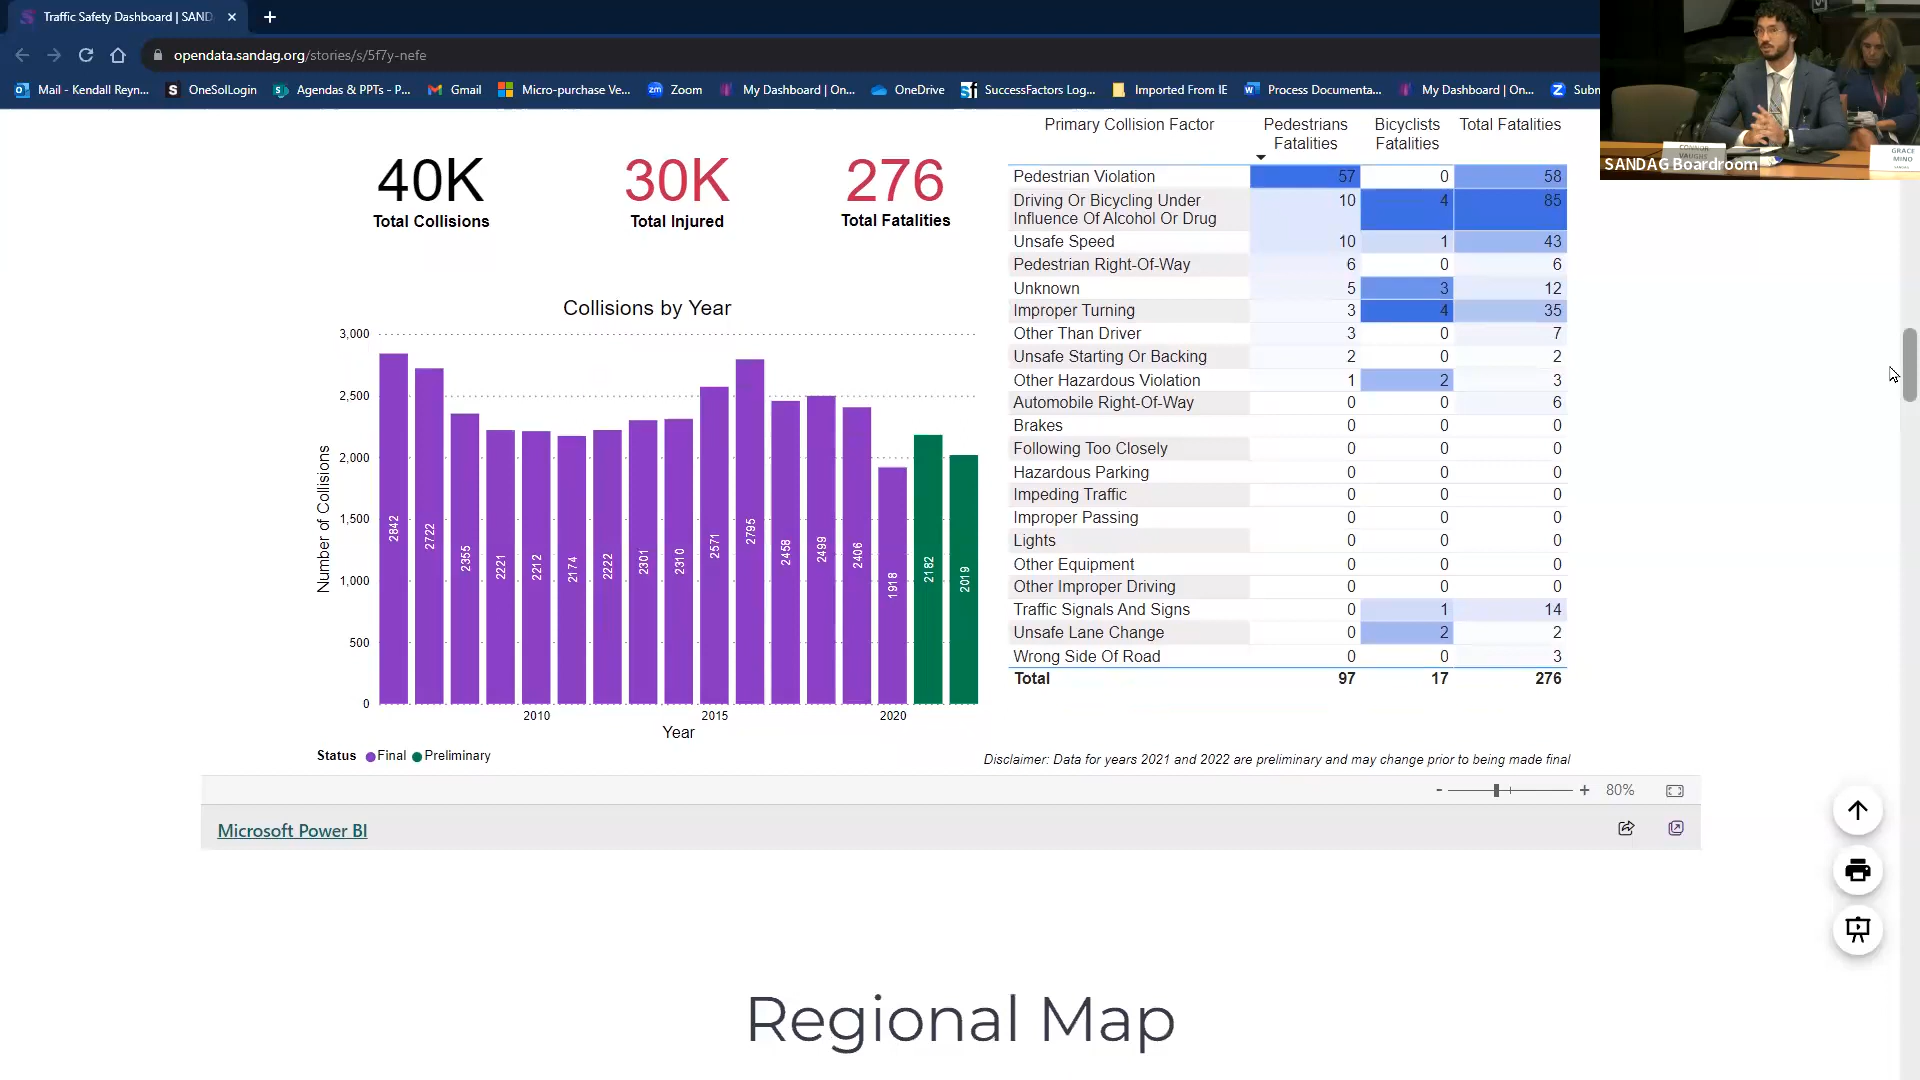 Traffic Safety Dashboard | SAND
opendata.sandag.org/stories/s/5f7y-nefe
Mail - Kendall Reyn...
OneSolLogin
Agendas & PPTs - P...
Gmail
Micro-purchase Ve...
Zoom
My Dashboard | On...
OneDrive
SuccessFactors Log...
Imported From IE
Process Documenta...
My Dashboard | On...
Subn
CONNOR
VAUGHS
GRACE
MINO
SANDAG Boardroom
40K
Total Collisions
30K
Total Injured
276
Total Fatalities
Collisions by Year
Number of Collisions
3,000
2,500
2,000
1,500
1,000
500
0
2842
2722
2355
2221
2212
2174
2222
2301
2310
2571
2795
2458
2499
2406
1918
2182
2019
2010
2015
2020
Year
Status Final Preliminary
Primary Collision Factor Pedestrians Fatalities Bicyclists Fatalities Total Fatalities
Pedestrian Violation 57 0 58
Driving Or Bicycling Under 10 4 85
Influence Of Alcohol Or Drug
Unsafe Speed 10 1 43
Pedestrian Right-Of-Way 6 0 6
Unknown 5 3 12
Improper Turning 3 4 35
Other Than Driver 3 0 7
Unsafe Starting Or Backing 2 0 2
Other Hazardous Violation 1 2 3
Automobile Right-Of-Way 0 0 6
Brakes 0 0 0
Following Too Closely 0 0 0
Hazardous Parking 0 0 0
Impeding Traffic 0 0 0
Improper Passing 0 0 0
Lights 0 0 0
Other Equipment 0 0 0
Other Improper Driving 0 0 0
Traffic Signals And Signs 0 1 14
Unsafe Lane Change 0 2 2
Wrong Side Of Road 0 0 3
Total 97 17 276
Disclaimer: Data for years 2021 and 2022 are preliminary and may change prior to being made final
- + 80%
Microsoft Power BI
Regional Map